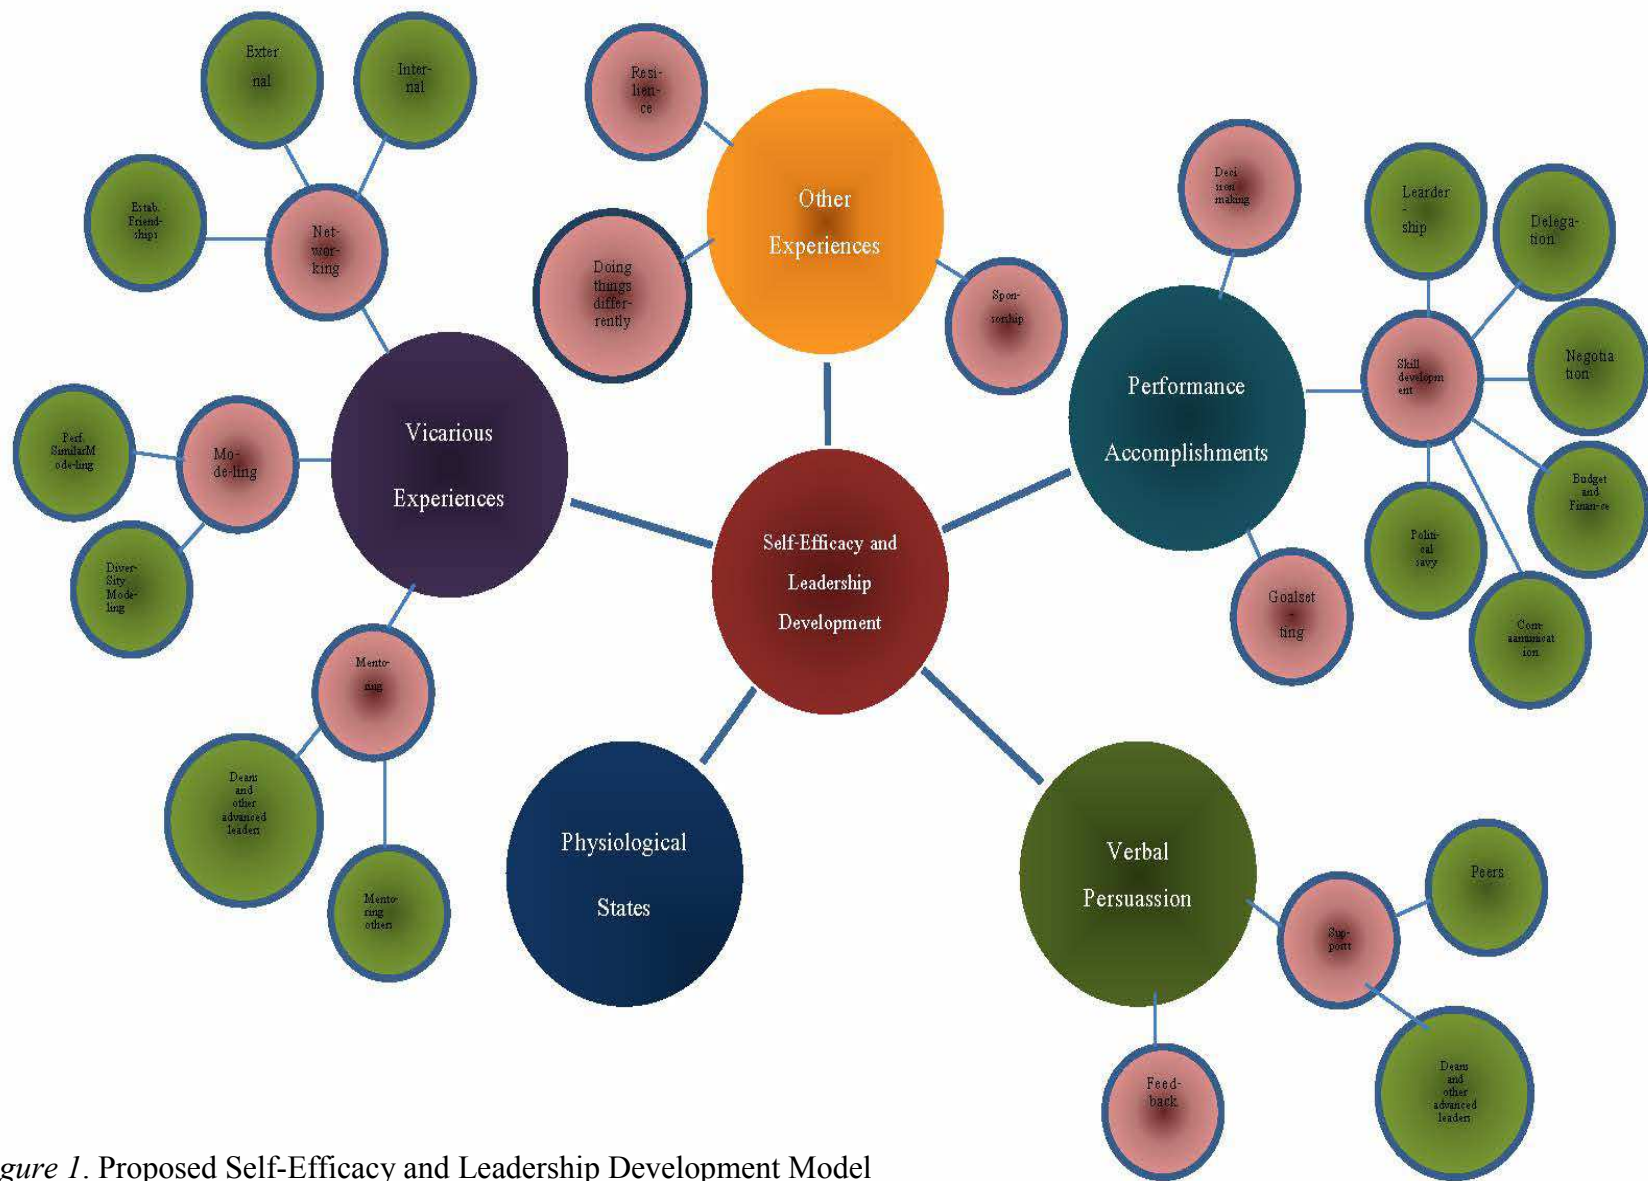 Exter
nal
Inter-
nal
Estab.
Friend-
ships
Net-
wor-
king
Resi-
lien-
ce
Other
Experiences
Doing
things
differ-
rently
Spon-
sorship
Deci
sion
making
Learder
-
ship
Delega-
tion
Negotia
tion
Skill
developm
ent
Budget
and
Finan-ce
Politi-
cal
savy
Com-
ion
Goalset
-
ting
Performance
Accomplishments
Vicarious
Experiences
Perf.
SimilarM
ode-ling
Mo-
de-ling
Diver-
Sity
Mode-
ling
Mento-
ring
Deans
and
other
advanced
leaders
Mento-
ring
others
Self-Efficacy and
Leadership
Development
Physiological
States
Verbal
Persuassion
Sup-
ports
Peers
Deans
and
other
advanced
leaders
Feed-
back
gure 1. Proposed Self-Efficacy and Leadership Development Model